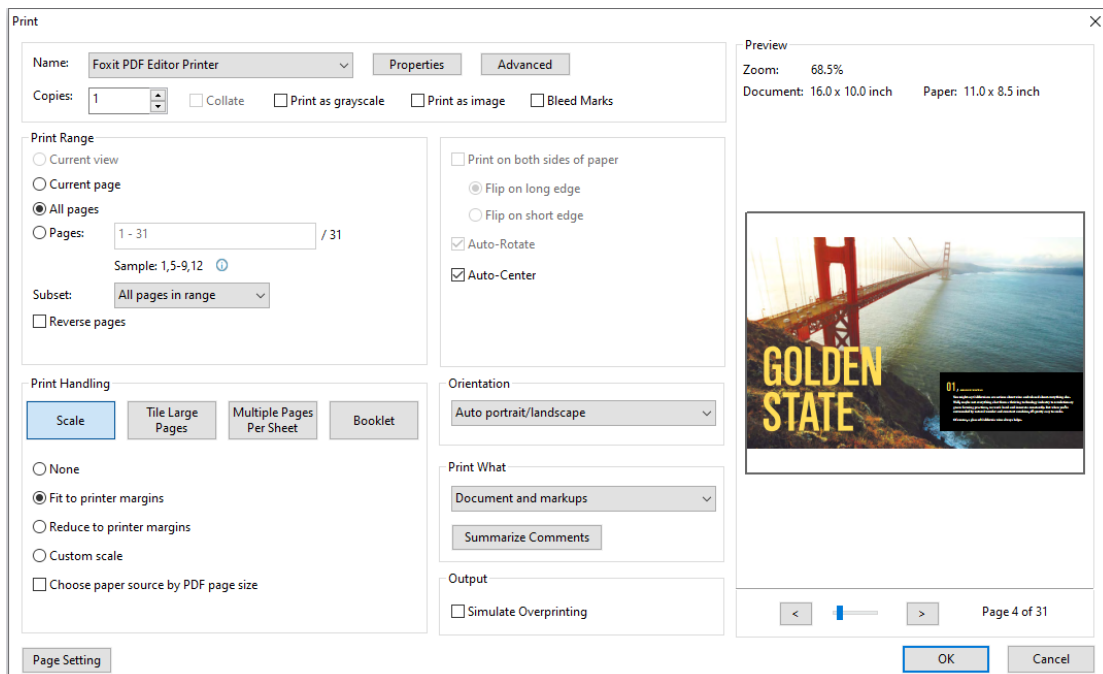 Print
Name: Foxit PDF Editor Printer Properties Advanced
Copies: 1 Collate Print as grayscale Print as image Bleed Marks
Print Range
Current view
Current page
All pages
Pages: 1 - 31 / 31
Sample: 1,5-9,12
Subset: All pages in range
Reverse pages
Print on both sides of paper
Flip on long edge
Flip on short edge
Auto-Rotate
Auto-Center
Print Handling
Scale
Tile Large
Pages
Multiple Pages
Per Sheet
Booklet
None
Fit to printer margins
Reduce to printer margins
Custom scale
Choose paper source by PDF page size
Orientation
Auto portrait/landscape
Print What
Document and markups
Summarize Comments
Output
Simulate Overprinting
Preview
Zoom: 68.5%
Document: 16.0 x 10.0 inch Paper: 11.0 x 8.5 inch
GOLDEN
STATE
01
< > Page 4 of 31
Page Setting
OK Cancel